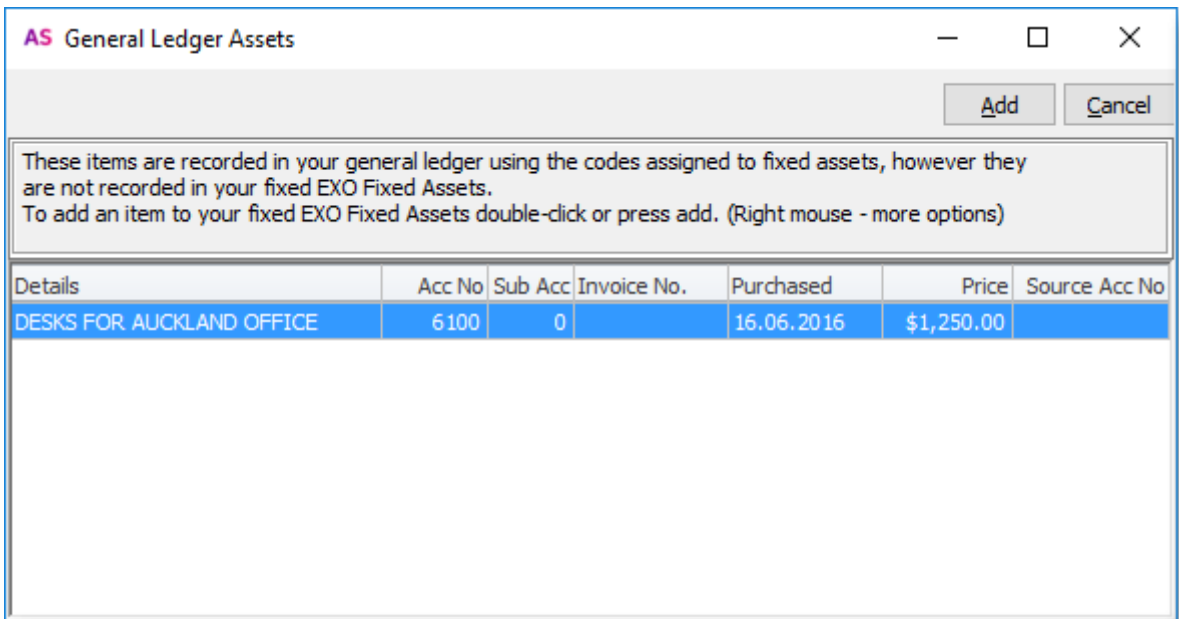 AS General Ledger Assets
Add Cancel
These items are recorded in your general ledger using the codes assigned to fixed assets, however they
are not recorded in your fixed EXO Fixed Assets.
To add an item to your fixed EXO Fixed Assets double-click or press add. (Right mouse - more options)
Details Acc No Sub Acc Invoice No. Purchased Price Source Acc No
DESKS FOR AUCKLAND OFFICE 6100 0 16.06.2016 $1,250.00